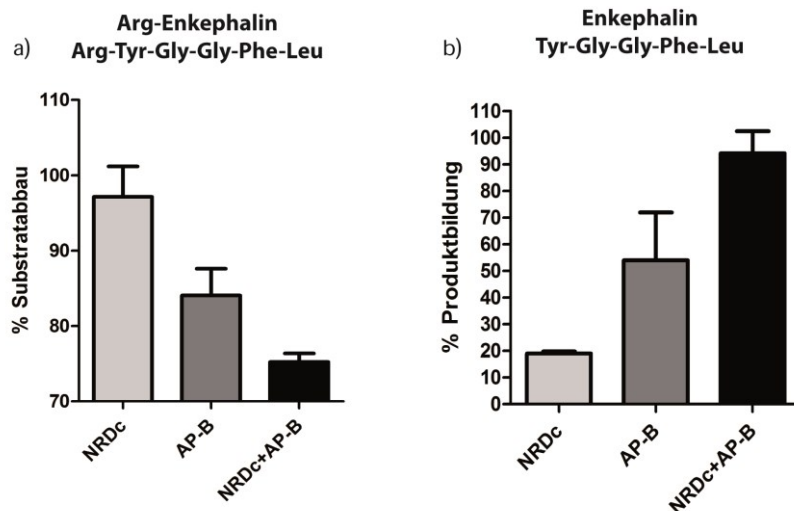 a)
Arg-Enkephalin
Arg-Tyr-Gly-Gly-Phe-Leu
% Substratabbau
110
100
90
80
70
NRDc
AP-B
NRDc+AP-B
b)
Enkephalin
Tyr-Gly-Gly-Phe-Leu
% Produktbildung
110
100
90
80
70
60
50
40
30
20
10
0
NRDc
AP-B
NRDc+AP-B